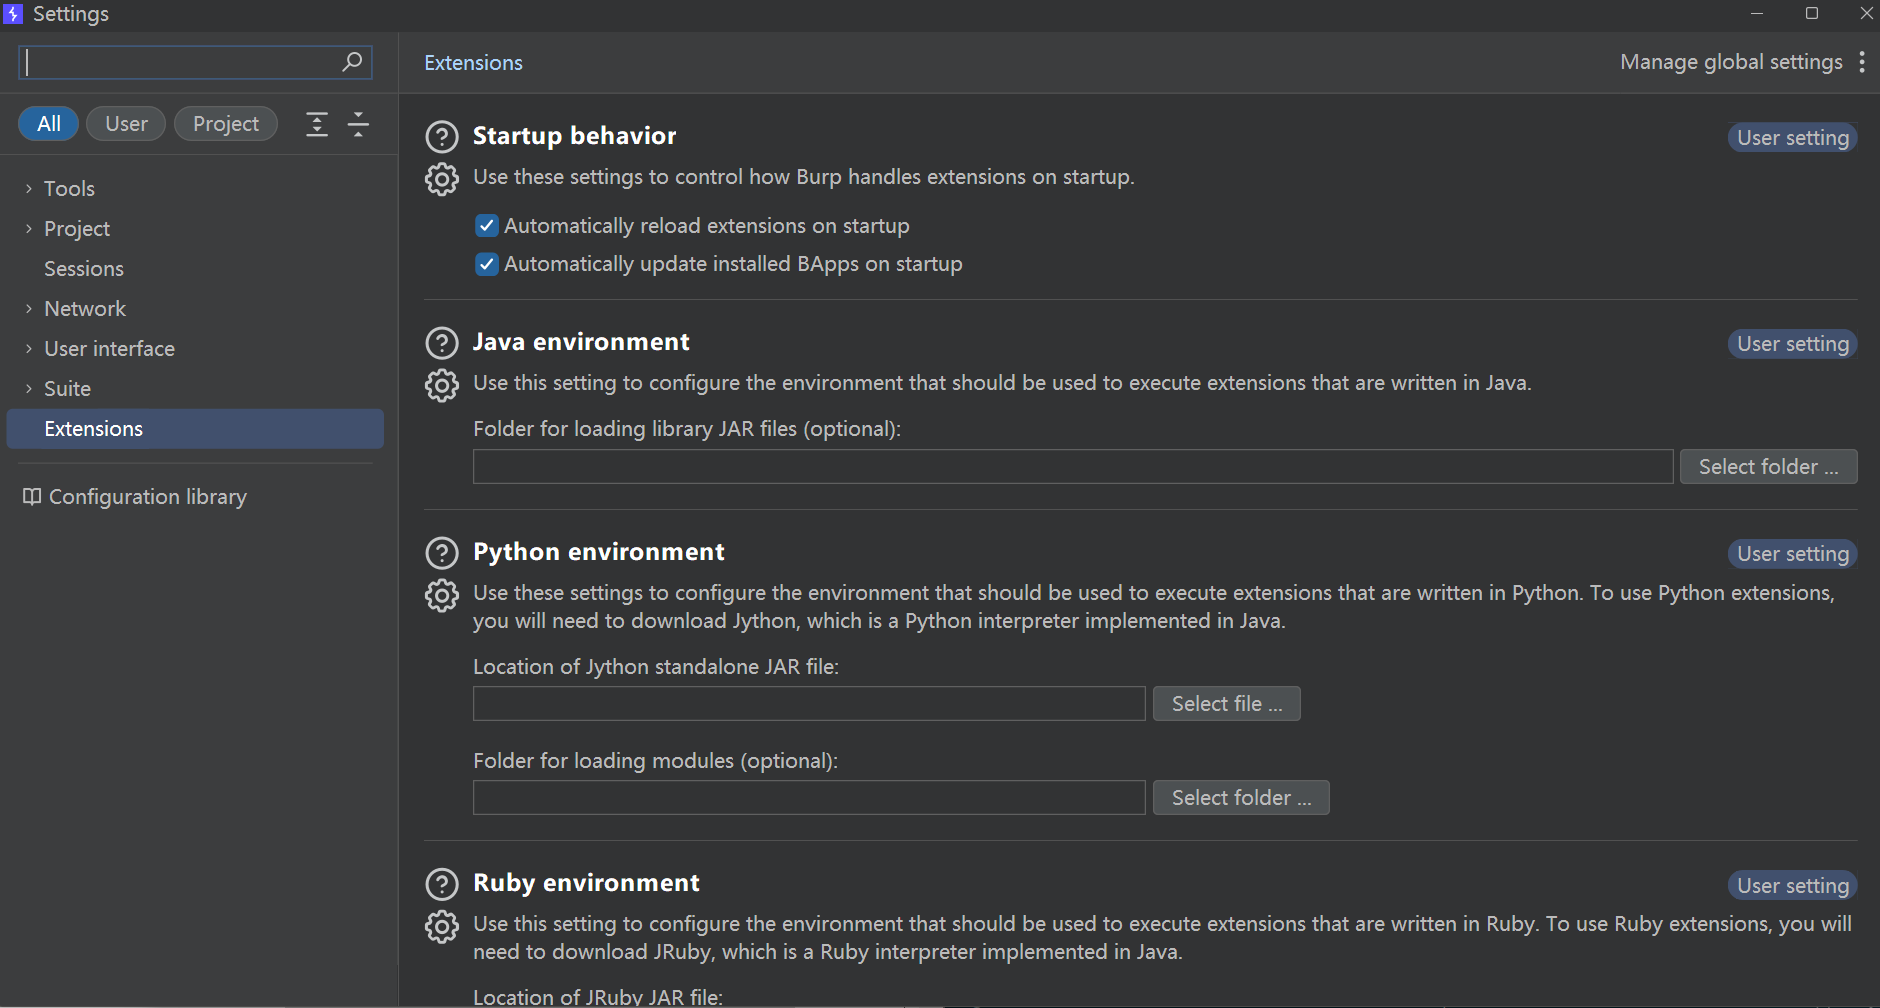 Settings
Extensions
Manage global settings
All
User
Project
Tools
Project
Sessions
Network
User interface
Suite
Extensions
Configuration library
Startup behavior
User setting
Use these settings to control how Burp handles extensions on startup.
Automatically reload extensions on startup
Automatically update installed BApps on startup
Java environment
User setting
Use this setting to configure the environment that should be used to execute extensions that are written in Java.
Folder for loading library JAR files (optional):
Select folder ...
Python environment
User setting
Use these settings to configure the environment that should be used to execute extensions that are written in Python. To use Python extensions,
you will need to download Jython, which is a Python interpreter implemented in Java.
Location of Jython standalone JAR file:
Select file ...
Folder for loading modules (optional):
Select folder ...
Ruby environment
User setting
Use this setting to configure the environment that should be used to execute extensions that are written in Ruby. To use Ruby extensions, you will
need to download JRuby, which is a Ruby interpreter implemented in Java.
Location of JRuby JAR file: